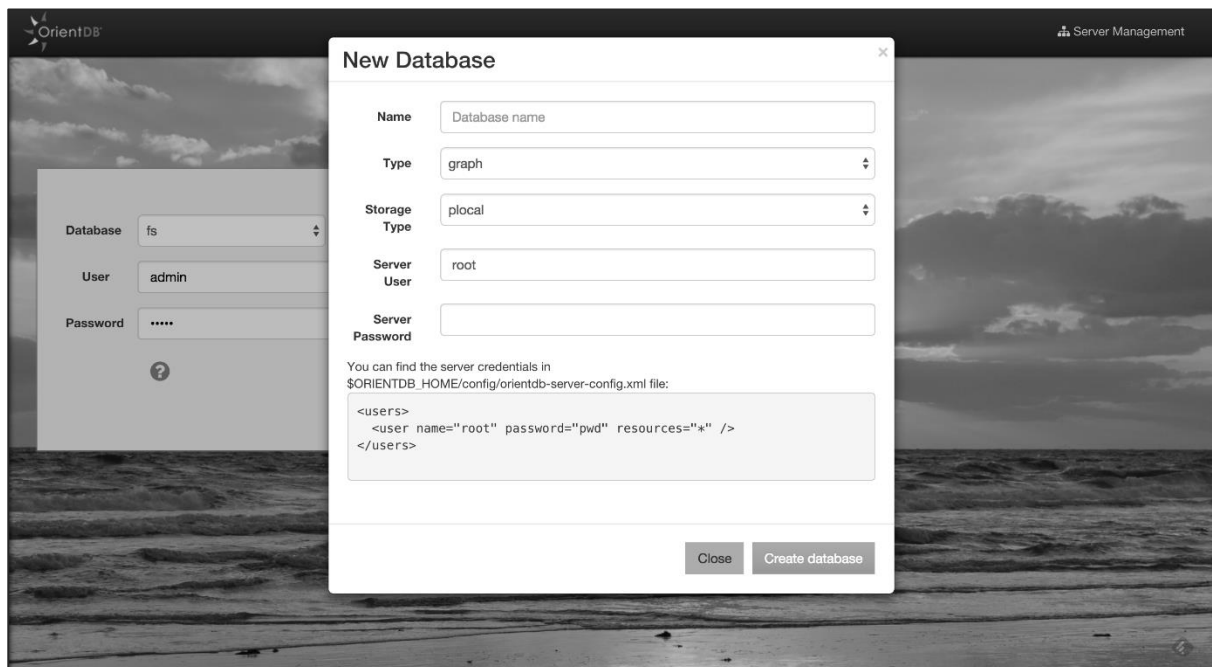 OrientDB
Server Management
New Database
×
Name
Database name
Type
graph
Storage
Type
plocal
Server
User
root
Server
Password
You can find the server credentials in
$ORIENTDB_HOME/config/orientdb-server-config.xml file:
<users>
<user name="root" password="pwd" resources="*" />
</users>
Close
Create database
Database
fs
User
admin
Password
•••••
?